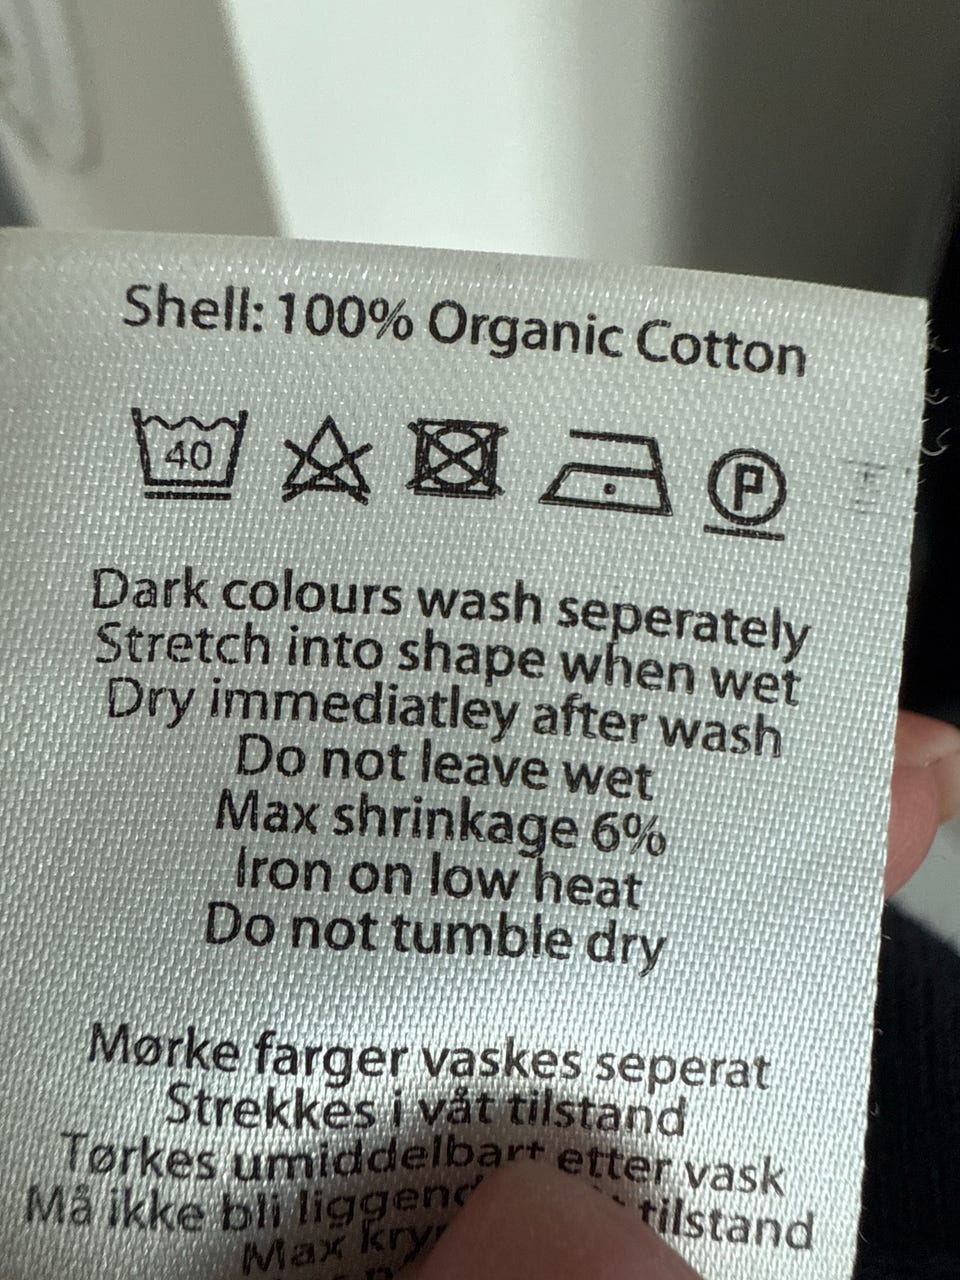 Shell: 100% Organic Cotton
40 P
Dark colours wash seperately
Stretch into shape when wet
Dry immediatley after wash
Do not leave wet
Max shrinkage 6%
Iron on low heat
Do not tumble dry
Mørke farger vaskes seperat
Strekkes i våt tilstand
Tørkes umiddelbart etter vask
Må ikke bli tilstand
Max